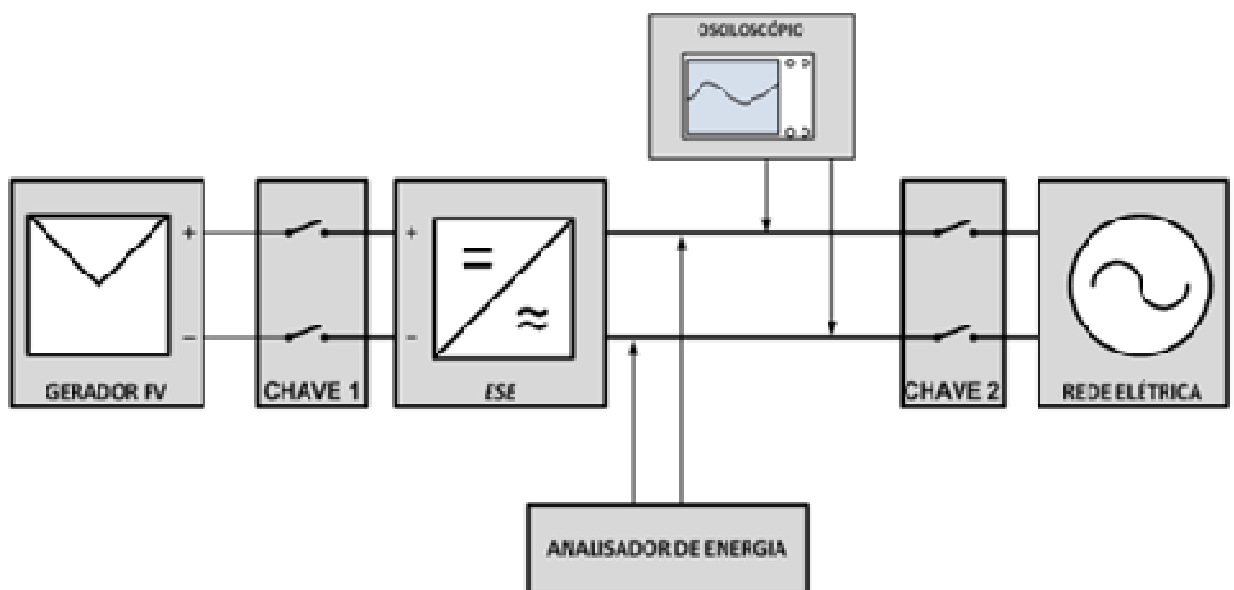 OSCILOSCÓPIO
GERADOR FV
CHAVE 1
ESE
CHAVE 2
REDE ELÉTRICA
ANALISADOR DE ENERGIA